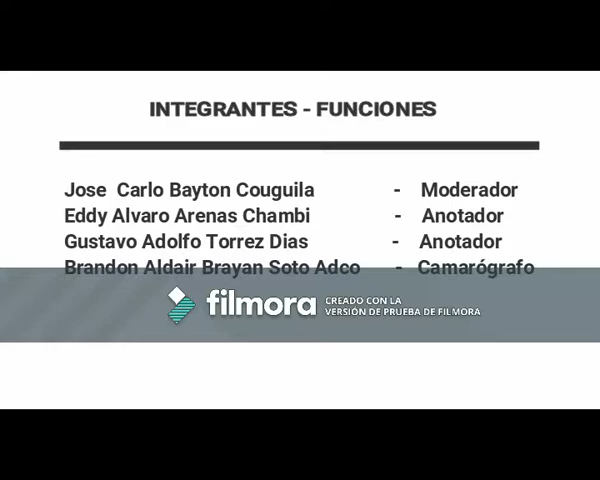 INTEGRANTES - FUNCIONES
Jose Carlo Bayton Couguila - Moderador
Eddy Alvaro Arenas Chambi - Anotador
Gustavo Adolfo Torrez Dias - Anotador
Brandon Aldair Brayan Soto Adco - Camarógrafo
filmora CREADO CON LA
VERSIÓN DE PRUEBA DE FILMORA